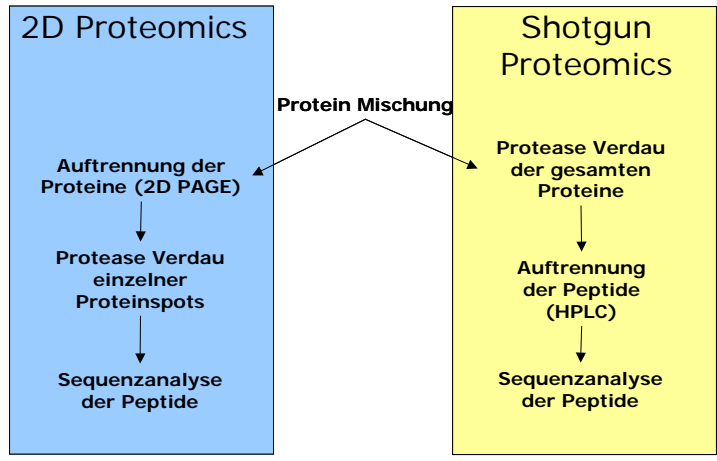 2D Proteomics
Protein Mischung
Auftrennung der
Proteine (2D PAGE)
Protease Verdau
einzelner
Proteinspots
Sequenzanalyse
der Peptide
Shotgun
Proteomics
Protease Verdau
der gesamten
Proteine
Auftrennung
der Peptide
(HPLC)
Sequenzanalyse
der Peptide